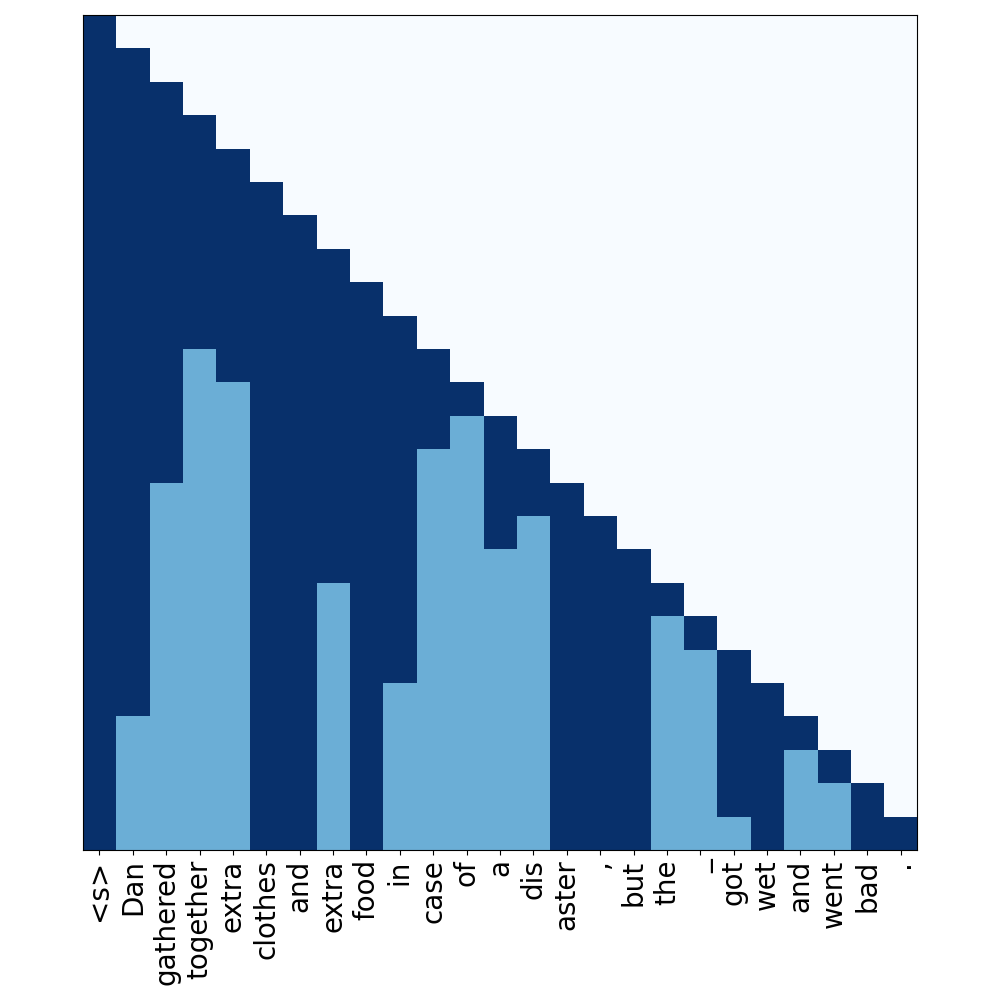 <s>
Dan
gathered
together
extra
clothes
and
extra
food
in
case
of
a
dis
aster
,
but
the
_
got
wet
and
went
bad
.